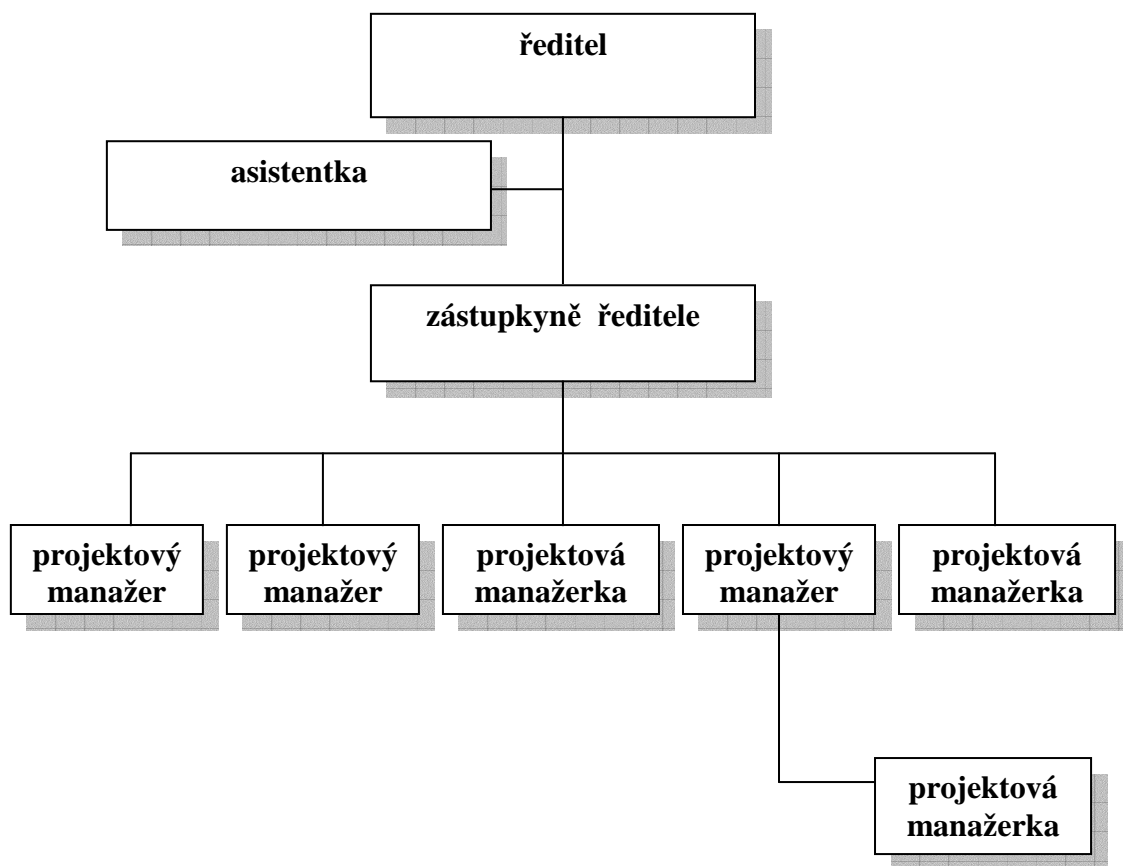 ředitel
asistentka
zástupkyně ředitele
projektový
manažer
projektový
manažer
projektová
manažerka
projektový
manažer
projektová
manažerka
projektová
manažerka